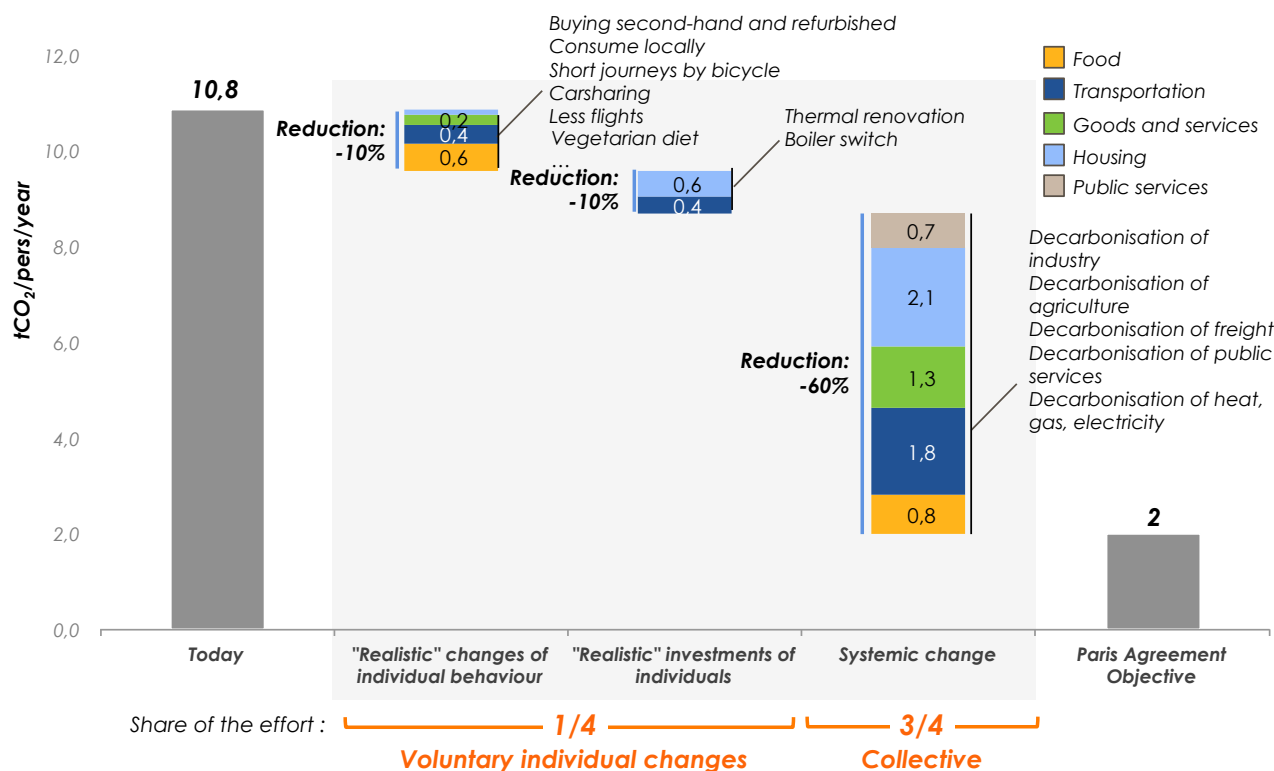 Buying second-hand and refurbished
Consume locally
Short journeys by bicycle
Carsharing
Less flights
Vegetarian diet
...
Thermal renovation
Boiler switch
Food
Transportation
Goods and services
Housing
Public services
tCO₂/pers/year
12,0
10,0
8,0
6,0
4,0
2,0
0,0
10,8
Reduction:
-10%
0,2
0,4
0,6
Reduction:
-10%
0,6
0,4
Reduction:
-60%
0,7
2,1
1,3
1,8
0,8
Decarbonisation of
industry
Decarbonisation of
agriculture
Decarbonisation of freight
Decarbonisation of public
services
Decarbonisation of heat,
gas, electricity
2
Today
"Realistic" changes of
individual behaviour
"Realistic" investments of
individuals
Systemic change
Paris Agreement
Objective
Share of the effort :
1/4
Voluntary individual changes
3/4
Collective